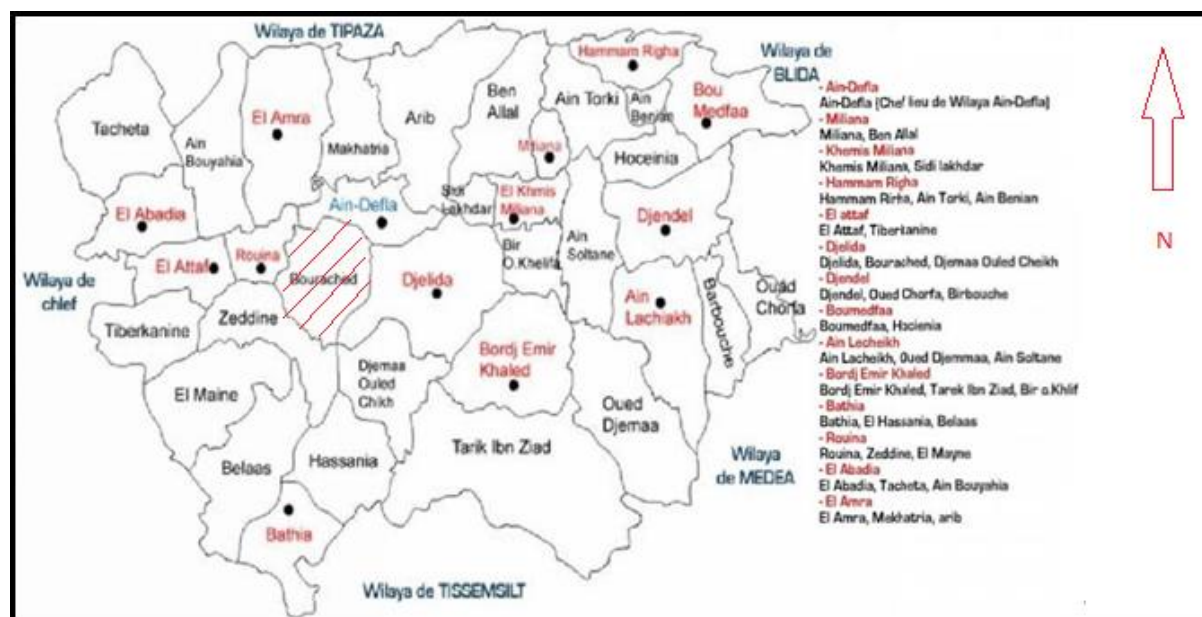 Wilaya de TIPAZA
Hammam Righa
Wilaya de
BLIDA
Tacheta
Ain
Bouyahia
El Amra
Makhatria
Arib
Ben
Allal
Ain Torki
Ain
Benian
Bou
Medfaa
Miliana
Hoceinia
El Abadia
Ain-Defla
Sidi
Lakhdar
El Khmis
Miliana
Djendel
Wilaya de
chlef
El Attaf
Rouina
Bourached
Djelida
Bir
O.Khelifa
Ain
Soltane
Tiberkanine
Zeddine
Ain
Lachiakh
Barbouche
Ouad
Chorfa
El Maine
Djemaa
Ouled
Chikh
Bordj Emir
Khaled
Oued
Djemaa
Belaas
Hassania
Tarik Ibn Ziad
Wilaya
de MEDEA
Bathia
Wilaya de TISSEMSILT
- Ain-Defla
Ain-Defla (Chef lieu de Wilaya Ain-Defla)
- Miliana
Miliana, Ben Allal
- Khemis Miliana
Khemis Miliana, Sidi lakhdar
- Hammam Righa
Hammam Rirha, Ain Torki, Ain Benian
- El attaf
El Attaf, Tiberkanine
- Djelida
Djelida, Bourached, Djemaa Ouled Cheikh
- Djendel
Djendel, Oued Chorfa, Birbouche
- Boumedfaa
Boumedfaa, Hocienia
- Ain Lecheikh
Ain Lacheikh, Oued Djemmaa, Ain Soltane
- Bordj Emir Khaled
Bordj Emir Khaled, Tarek Ibn Ziad, Bir o.Khlif
- Bathia
Bathia, El Hassania, Belaas
- Rouina
Rouina, Zeddine, El Mayne
- El Abadia
El Abadia, Tacheta, Ain Bouyahia
- El Amra
El Amra, Mekhatria, arib
N